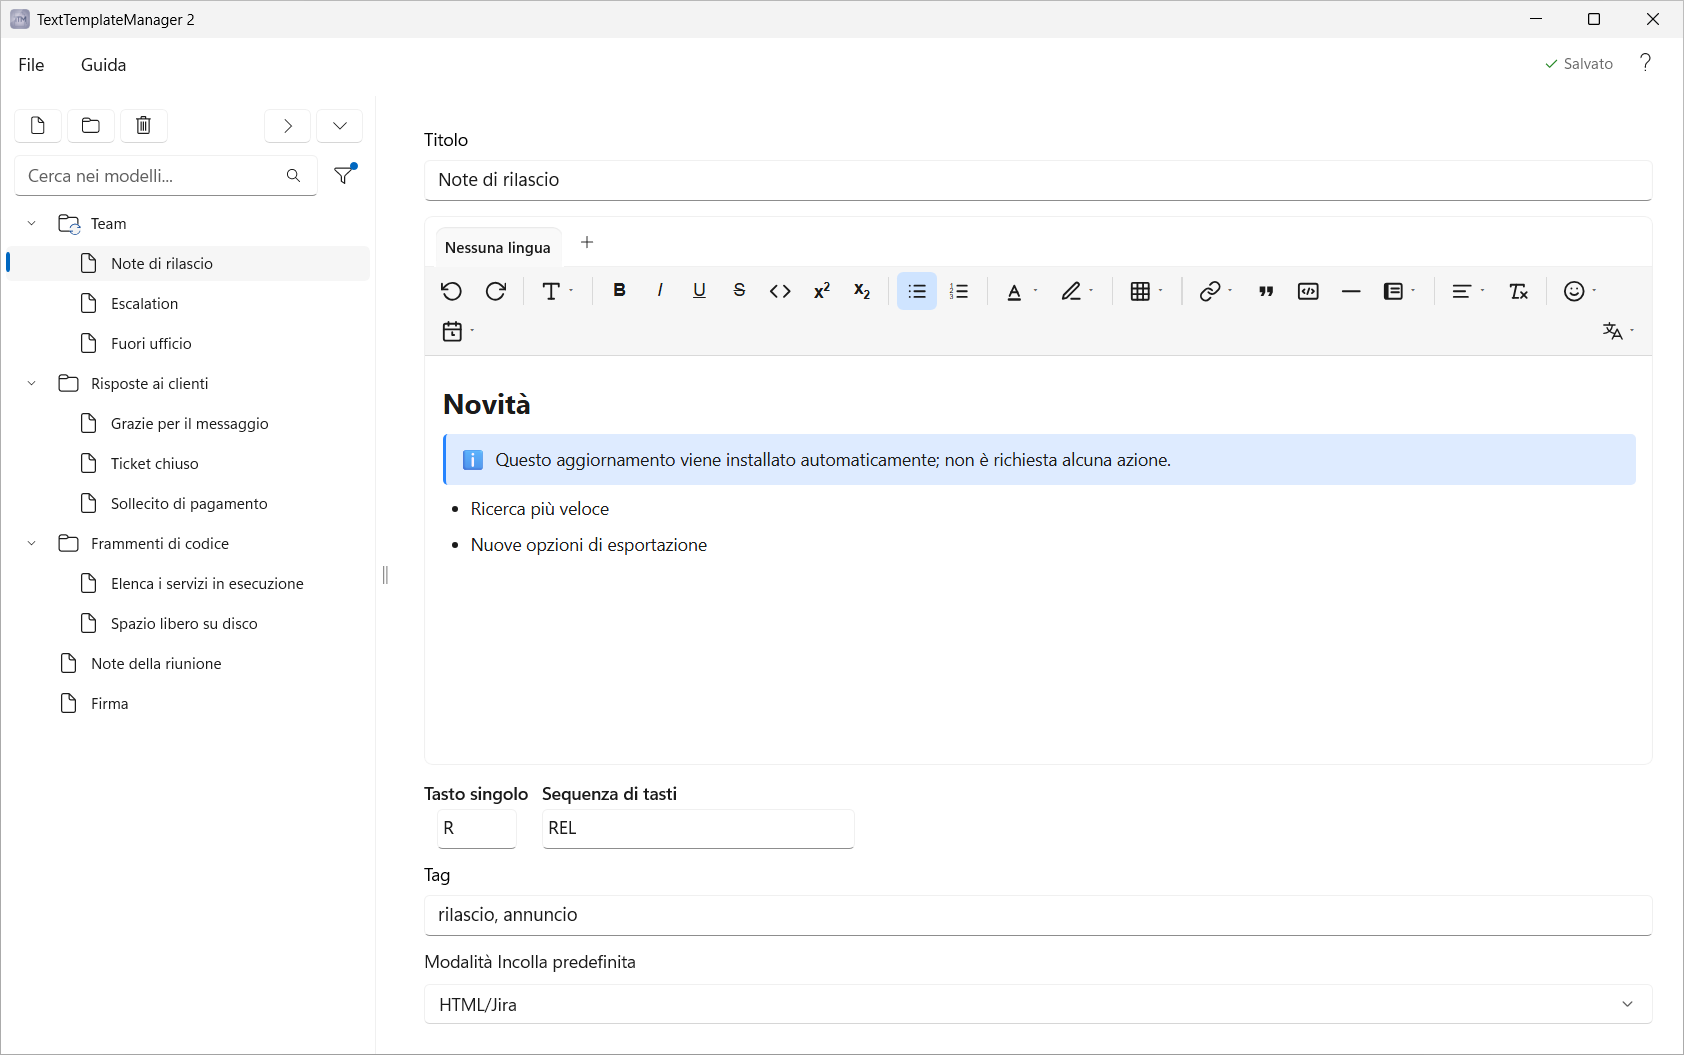 TextTemplateManager 2
File
Guida
Salvato
?
Cerca nei modelli...
Team
Note di rilascio
Escalation
Fuori ufficio
Risposte ai clienti
Grazie per il messaggio
Ticket chiuso
Sollecito di pagamento
Frammenti di codice
Elenca i servizi in esecuzione
Spazio libero su disco
Note della riunione
Firma
Titolo
Note di rilascio
Nessuna lingua
Novità
Questo aggiornamento viene installato automaticamente; non è richiesta alcuna azione.
• Ricerca più veloce
• Nuove opzioni di esportazione
Tasto singolo Sequenza di tasti
R REL
Tag
rilascio, annuncio
Modalità Incolla predefinita
HTML/Jira